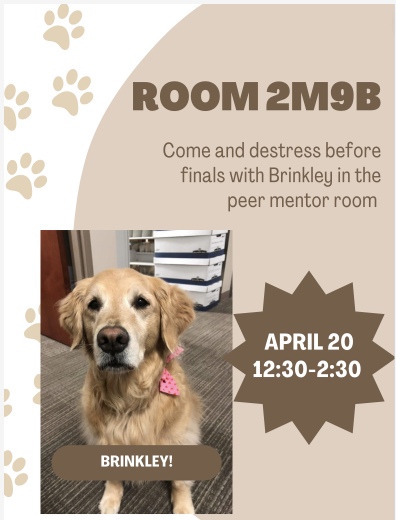 ROOM 2M9B
Come and destress before
finals with Brinkley in the
peer mentor room
APRIL 20
12:30-2:30
BRINKLEY!